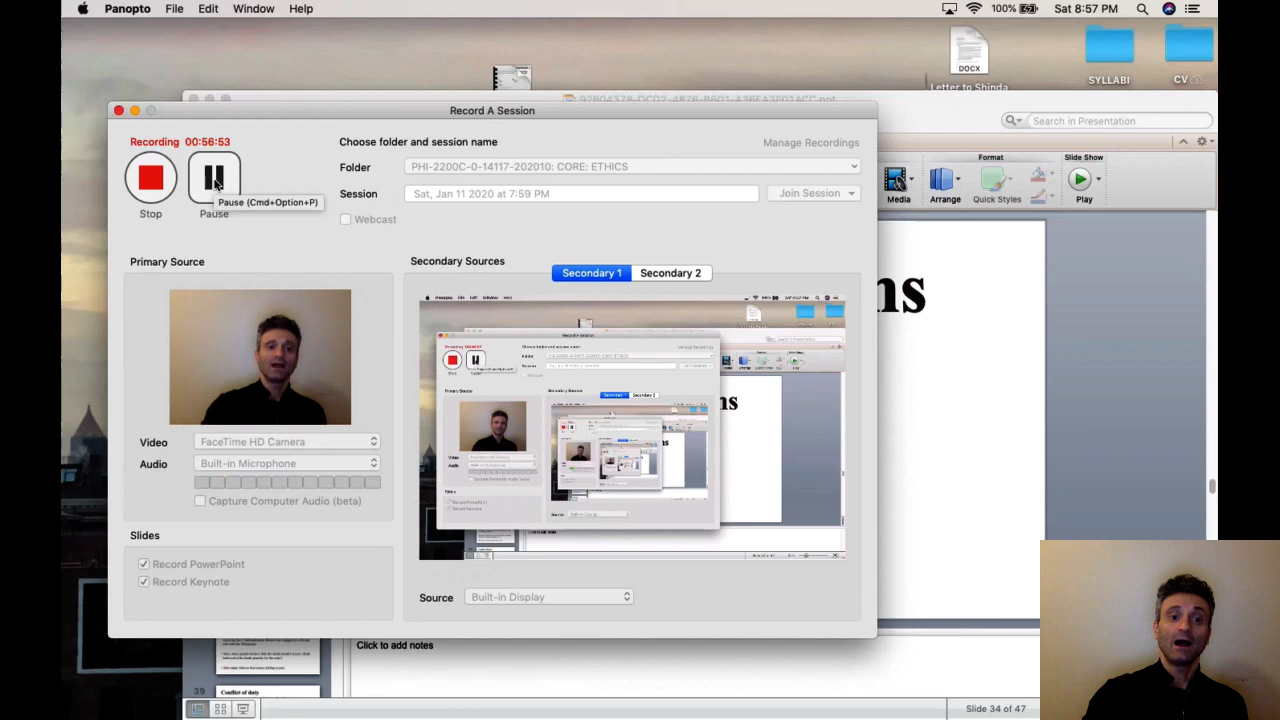 Panopto File Edit Window Help 100% Sat 8:57 PM
DOCX
Letter to Shinda
SYLLABI
CV
Record A Session
Search in Presentation
Recording 00:56:53
Choose folder and session name
Manage Recordings
Folder
PHI-2200C-0-14117-202010: CORE: ETHICS
Session
Sat, Jan 11 2020 at 7:59 PM
Join Session
Webcast
Stop
Pause
Pause (Cmd+Option+P)
Format
Slide Show
Media
Arrange
Quick Styles
Play
Primary Source
Secondary Sources
Secondary 1
Secondary 2
ns
Video
FaceTime HD Camera
Audio
Built-in Microphone
Capture Computer Audio (beta)
Slides
Record PowerPoint
Record Keynote
Source
Built-in Display
Click to add notes
39
Conflict of duty
Slide 34 of 47